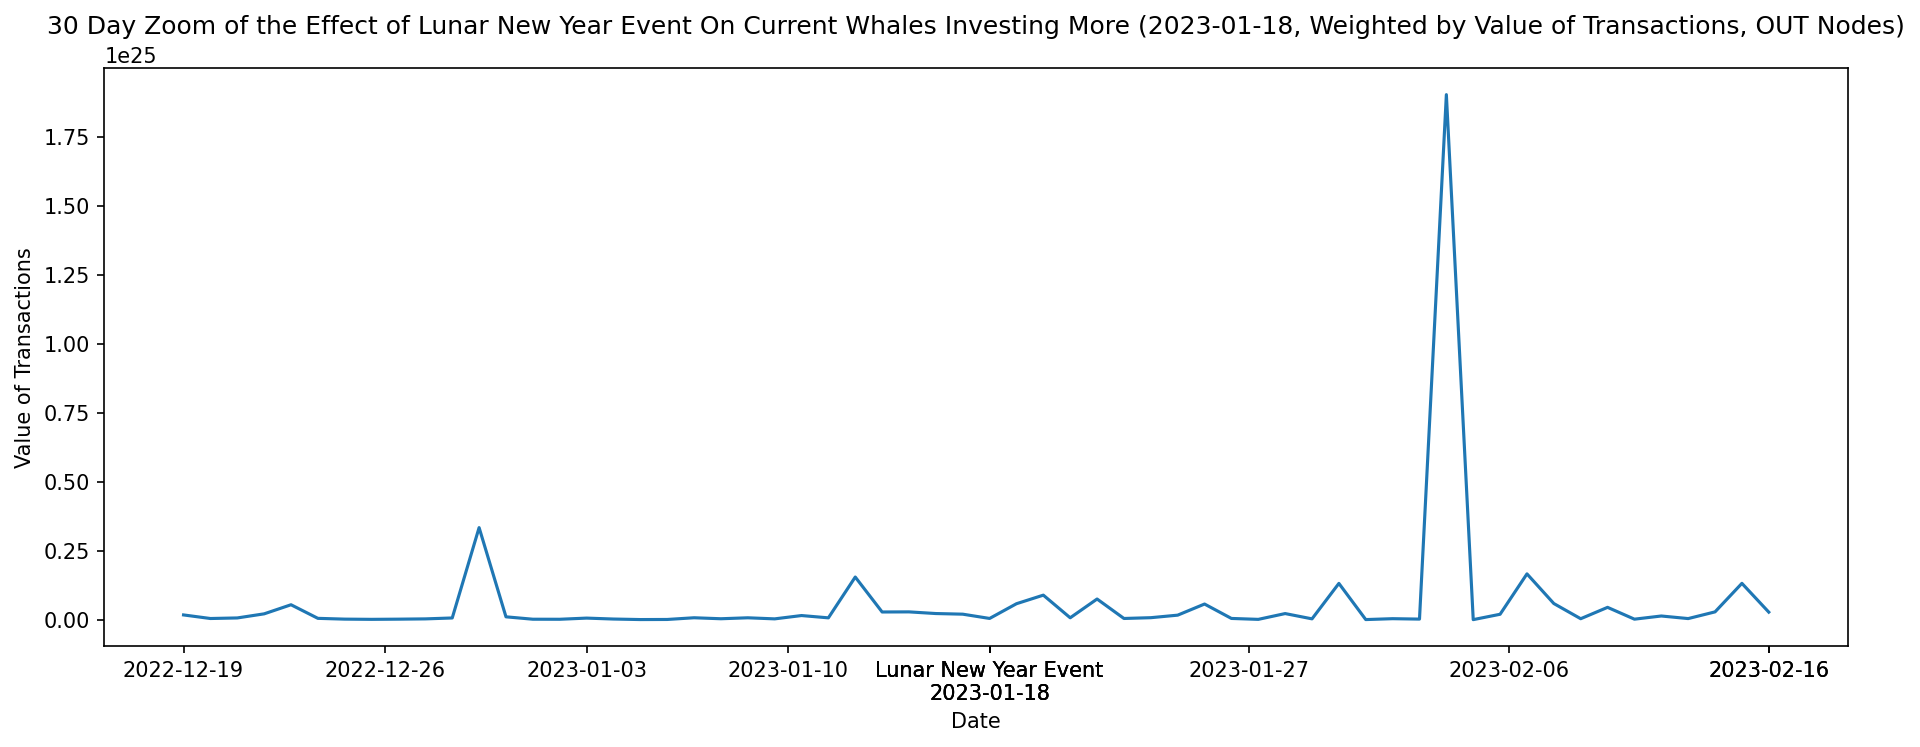 30 Day Zoom of the Effect of Lunar New Year Event On Current Whales Investing More (2023-01-18, Weighted by Value of Transactions, OUT Nodes)
1e25
1.75
1.50
1.25
1.00
0.75
0.50
0.25
0.00
Value of Transactions
2022-12-19 2022-12-26 2023-01-03 2023-01-10 Lunar New Year Event 2023-01-27 2023-02-06 2023-02-16
2023-01-18
Date